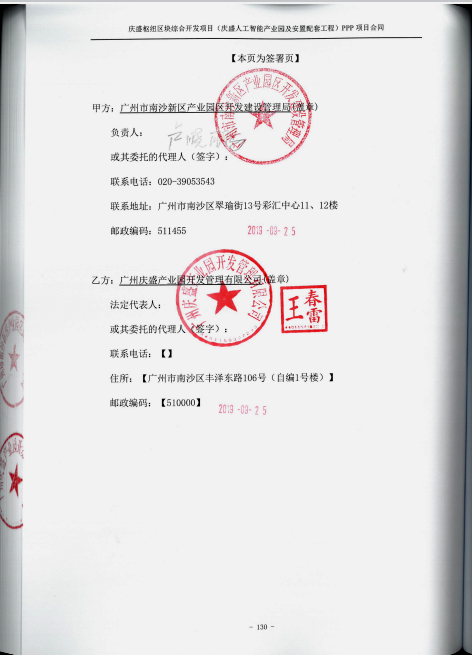 庆盛枢纽区块综合开发项目（庆盛人工智能产业园及安置配套工程）PPP 项目合同
【本页为签署页】
甲方：广州市南沙新区产业园区开发建设管理局(盖章)
负责人：
或其委托的代理人（签字）：
联系电话：020-39053543
联系地址：广州市南沙区翠瑜街13号彩汇中心11、12楼
邮政编码：511455
2019-09-25
乙方：广州庆盛产业园开发管理有限公司(盖章)
法定代表人：
王春雷
或其委托的代理人（签字）：
联系电话：【】
住所：【广州市南沙区丰泽东路106号（自编1号楼）】
邮政编码：【510000】
2019-09-25
- 130 -